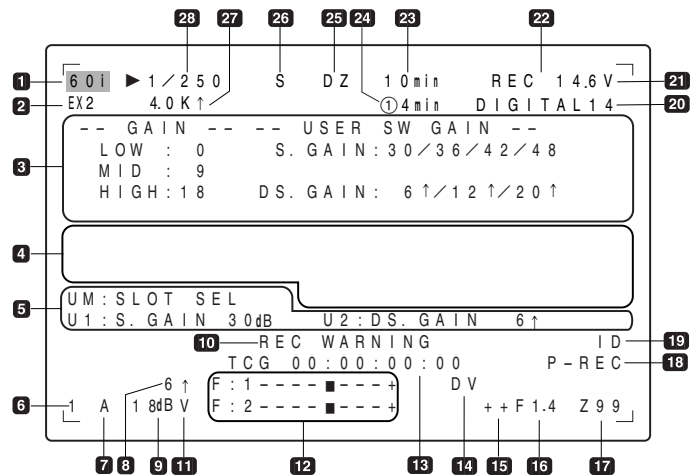 28 27 26 25 24 23 22
1 60i ▶1/250 S DZ 10min REC 14.6V 21
2 EX2 4.0K↑ ①4min DIGITAL14 20
3
-- GAIN -- -- USER SW GAIN --
LOW : 0 S.GAIN:30/36/42/48
MID : 9
HIGH:18 DS.GAIN: 6↑/12↑/20↑
4
5
UM:SLOT SEL
U1:S.GAIN 30dB U2:DS.GAIN 6↑
10 REC WARNING ID 19
TCG 00:00:00:00 P-REC 18
6↑ F:1----■---+ DV
6 1 A 18dB V F:2----■---+ ++F1.4 Z99
7 8 9 11 12 13 14 15 16 17